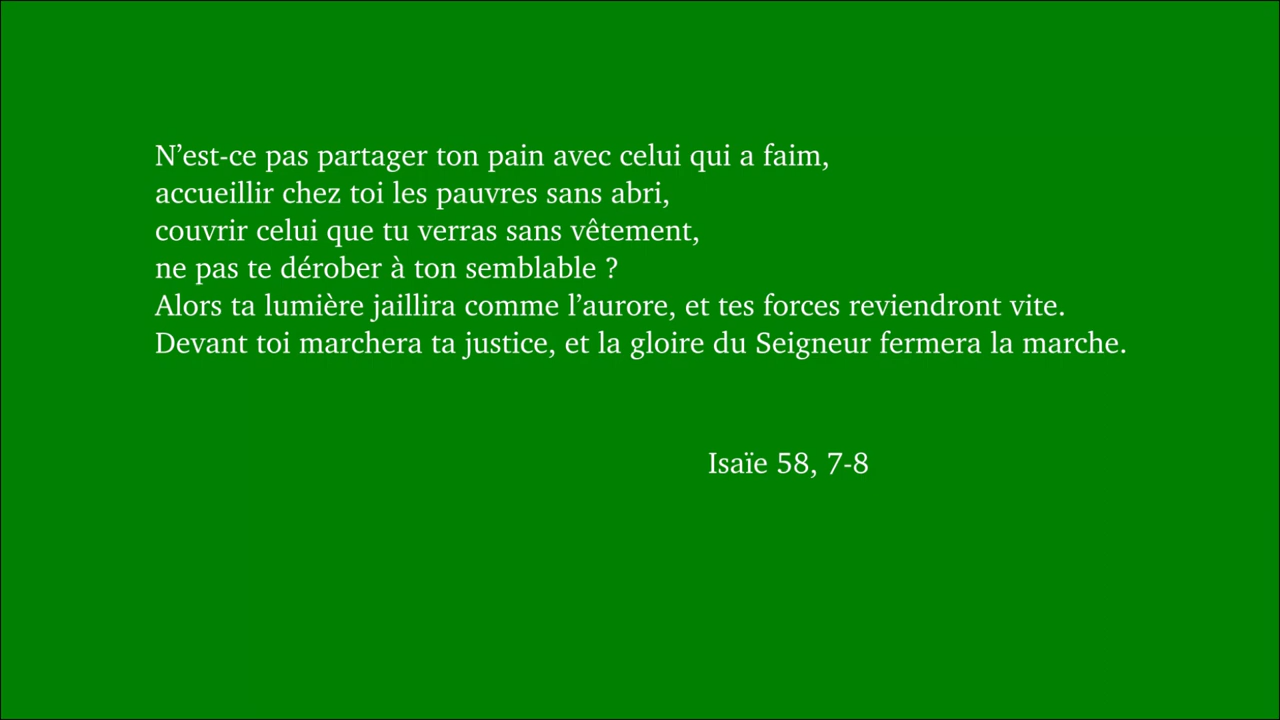 N’est-ce pas partager ton pain avec celui qui a faim,
accueillir chez toi les pauvres sans abri,
couvrir celui que tu verras sans vêtement,
ne pas te dérober à ton semblable ?
Alors ta lumière jaillira comme l’aurore, et tes forces reviendront vite.
Devant toi marchera ta justice, et la gloire du Seigneur fermera la marche.
Isaïe 58, 7-8